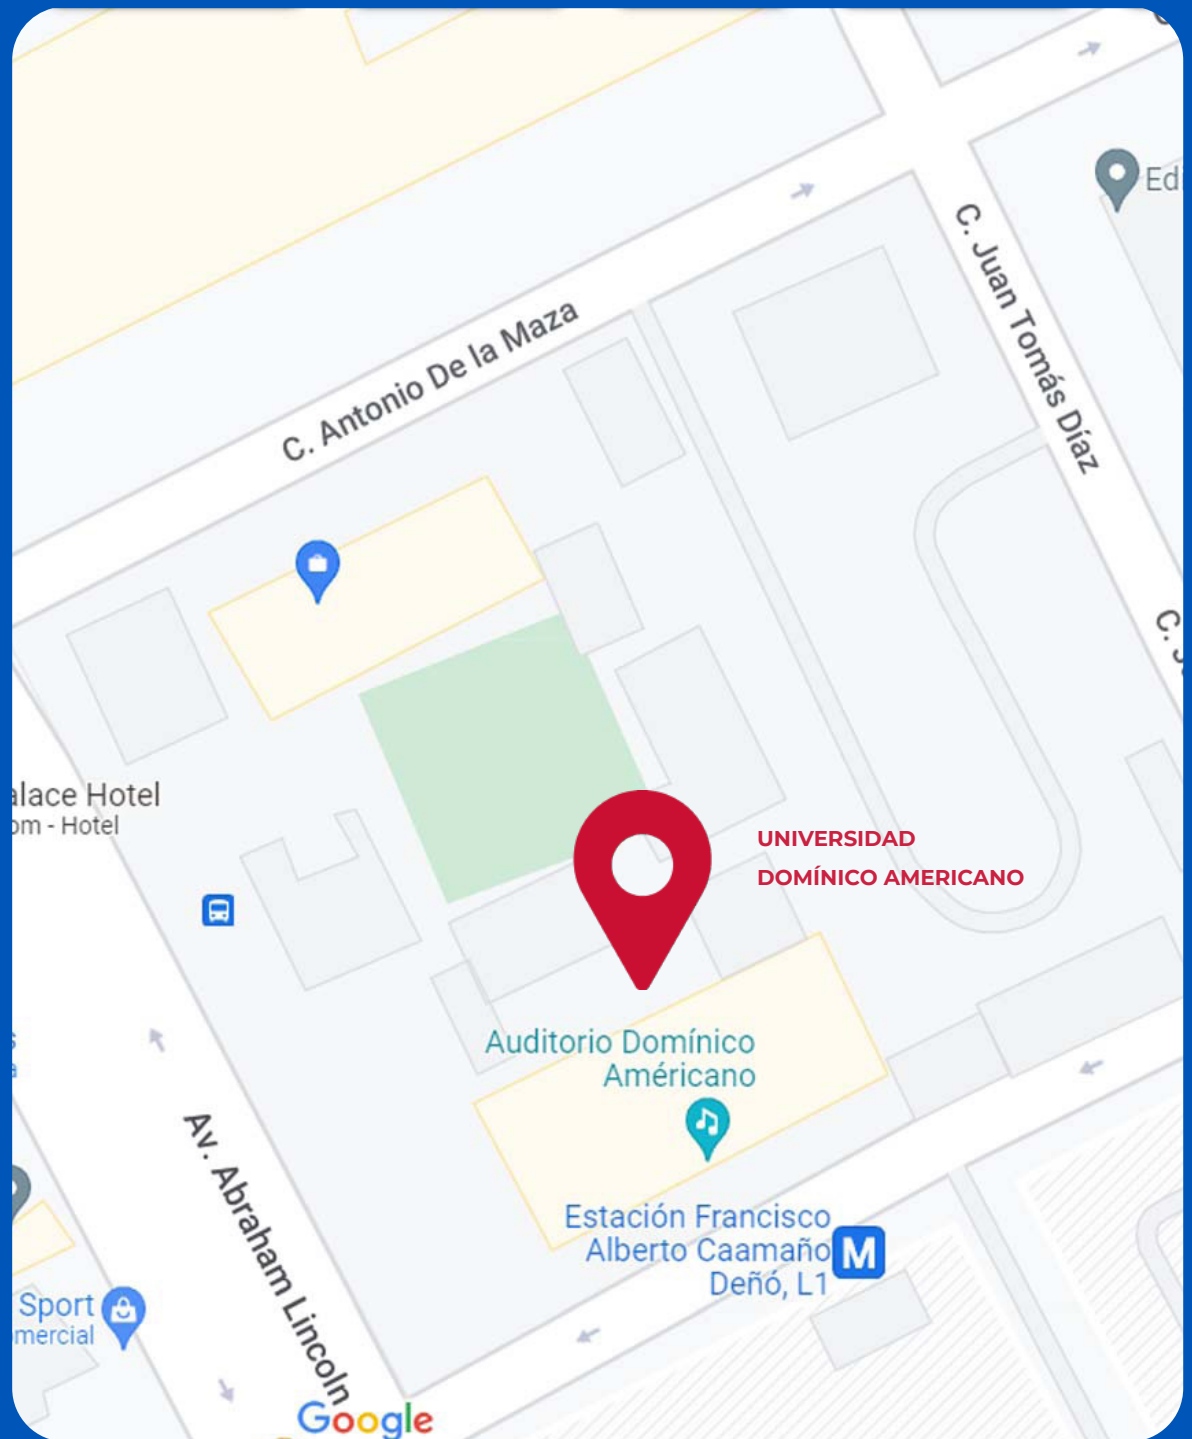 Edi
C. Juan Tomás Díaz
C. Antonio De la Maza
alace Hotel
om - Hotel
UNIVERSIDAD
DOMÍNICO AMERICANO
Auditorio Domínico
Américano
Av. Abraham Lincoln
Estación Francisco
Alberto Caamaño
Deñó, L1
M
Sport
mercial
Google